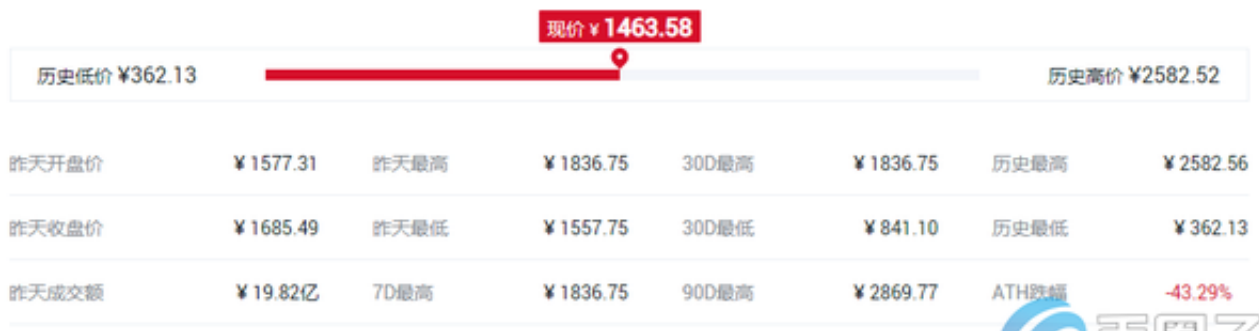 现价 ¥ 1463.58
历史低价 ¥362.13 历史高价 ¥2582.52
昨天开盘价 ¥ 1577.31 昨天最高 ¥ 1836.75 30D最高 ¥ 1836.75 历史最高 ¥ 2582.56
昨天收盘价 ¥ 1685.49 昨天最低 ¥ 1557.75 30D最低 ¥ 841.10 历史最低 ¥ 362.13
昨天成交额 ¥ 19.82亿 7D最高 ¥ 1836.75 90D最高 ¥ 2869.77 ATH跌幅 -43.29%